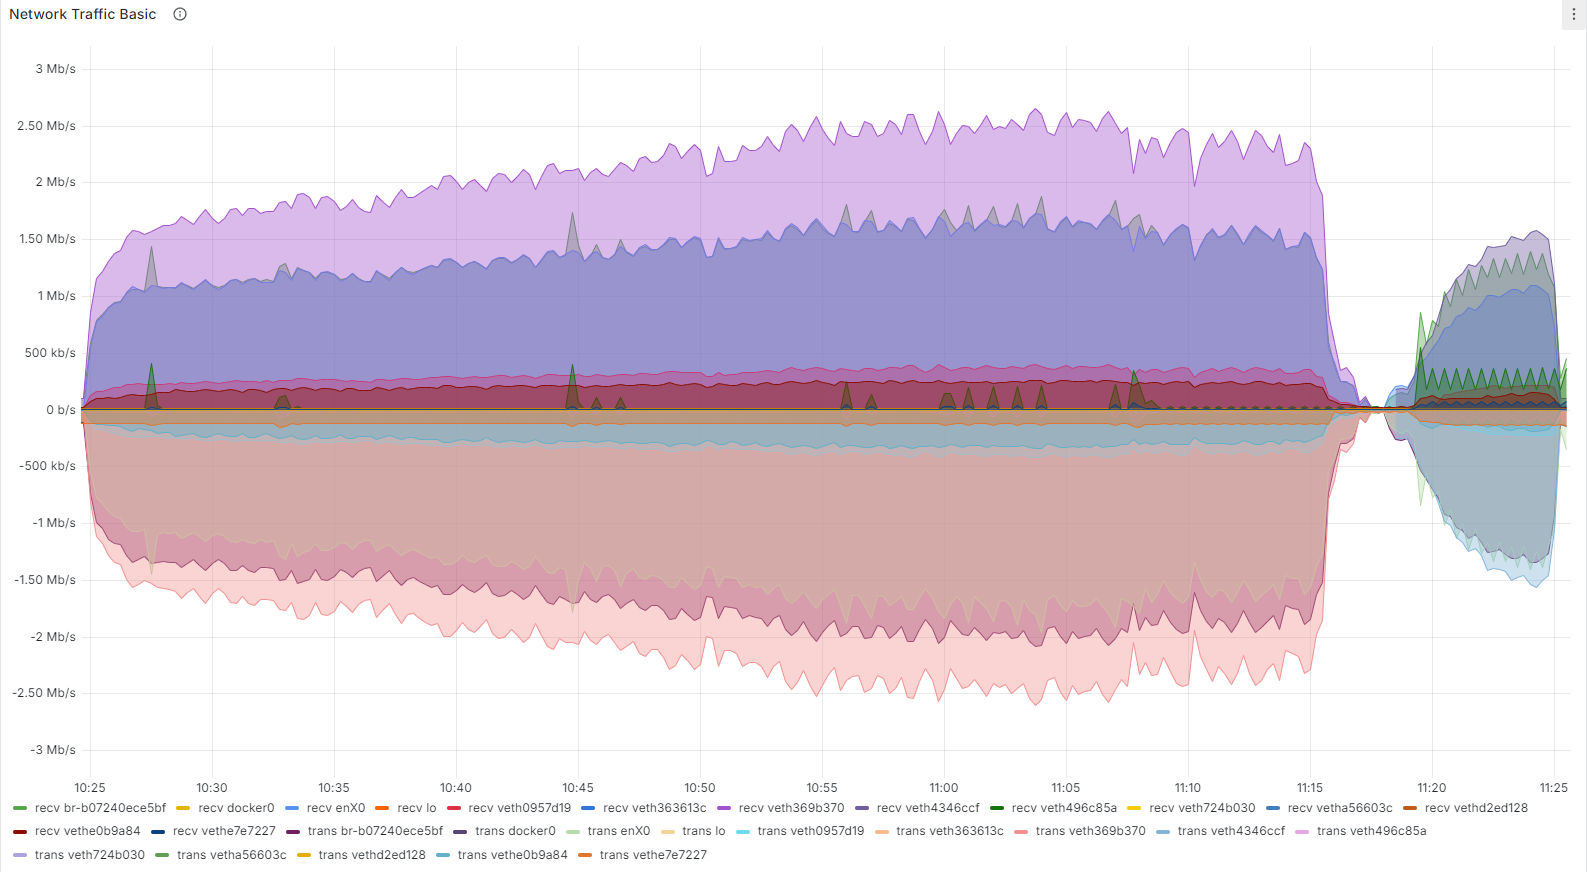 Network Traffic Basic
3 Mb/s
2.50 Mb/s
2 Mb/s
1.50 Mb/s
1 Mb/s
500 kb/s
0 b/s
-500 kb/s
-1 Mb/s
-1.50 Mb/s
-2 Mb/s
-2.50 Mb/s
-3 Mb/s
10:25 10:30 10:35 10:40 10:45 10:50 10:55 11:00 11:05 11:10 11:15 11:20 11:25
recv br-b07240ece5bf recv docker0 recv enX0 recv lo recv veth0957d19 recv veth363613c recv veth369b370 recv veth4346ccf recv veth496c85a recv veth724b030 recv vetha56603c recv vethd2ed128
recv vethe0b9a84 recv vethe7e7227 trans br-b07240ece5bf trans docker0 trans enX0 trans lo trans veth0957d19 trans veth363613c trans veth369b370 trans veth4346ccf trans veth496c85a
trans veth724b030 trans vetha56603c trans vethd2ed128 trans vethe0b9a84 trans vethe7e7227